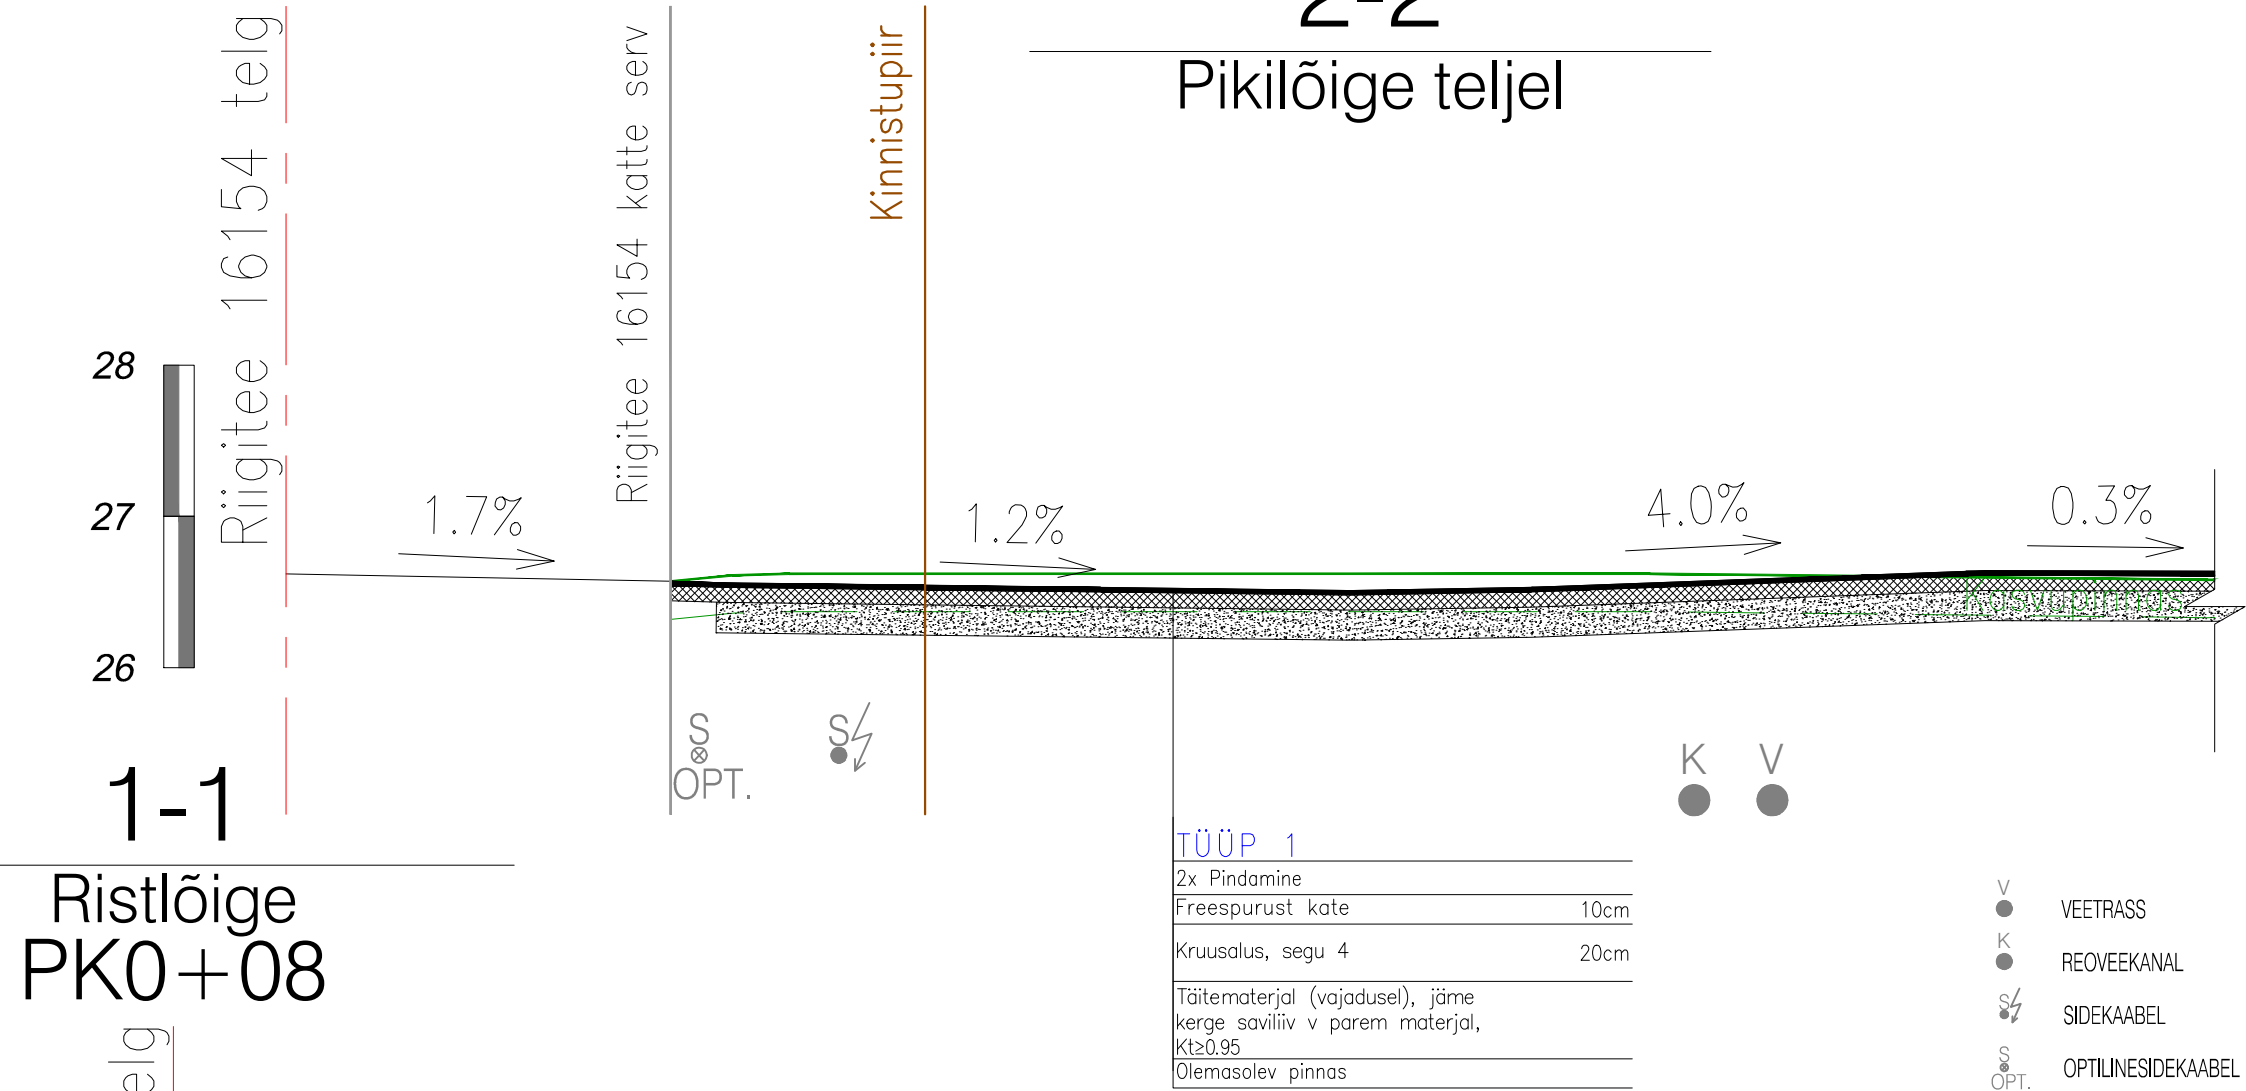 2-2
Pikilõige teljel
Riigitee 16154 telg
Riigitee 16154 katte serv
Kinnistupiir
28
27
26
1.7%
1.2%
4.0%
0.3%
Kasvupinnas
S
OPT.
S
K
V
1-1
Ristlõige
PK0+08
elg
TÜÜP 1
2x Pindamine
Freespurust kate 10cm
Kruusalus, segu 4 20cm
Täitematerjal (vajadusel), jäme
kerge saviliiv v parem materjal,
Kt≥0.95
Olemasolev pinnas
V VEETRASS
K REOVEEKANAL
S SIDEKAABEL
S
OPT. OPTILINESIDEKAABEL